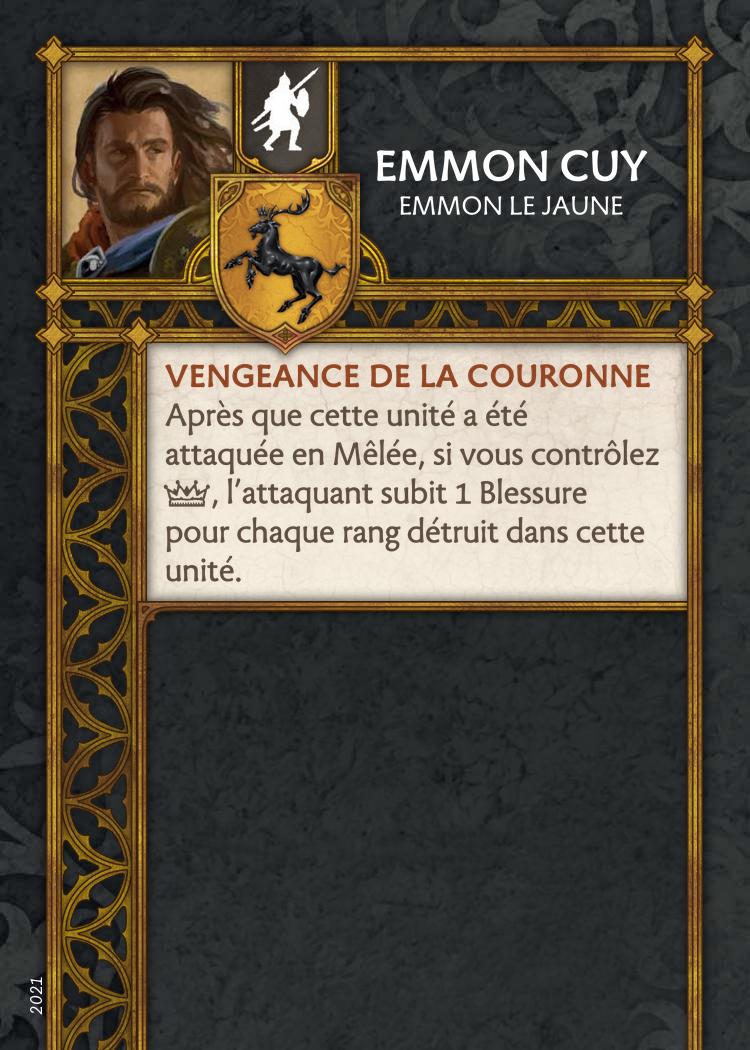 EMMON CUY
EMMON LE JAUNE
VENGEANCE DE LA COURONNE
Après que cette unité a été
attaquée en Mêlée, si vous contrôlez
, l'attaquant subit 1 Blessure
pour chaque rang détruit dans cette
unité.
2021